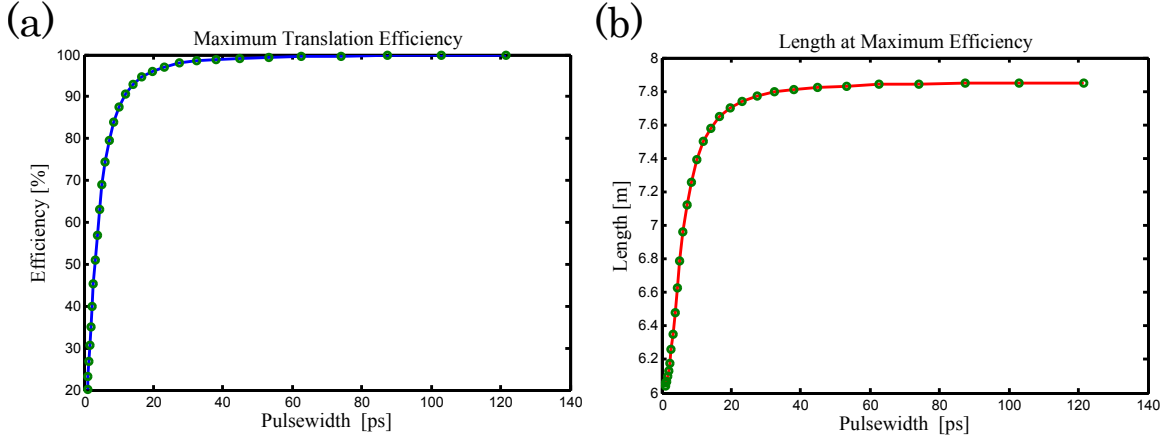 (a)
Maximum Translation Efficiency
100
90
80
70
60
50
40
30
20
Efficiency [%]
0 20 40 60 80 100 120 140
Pulsewidth [ps]
(b)
Length at Maximum Efficiency
8
7.8
7.6
7.4
7.2
7
6.8
6.6
6.4
6.2
6
Length [m]
0 20 40 60 80 100 120 140
Pulsewidth [ps]